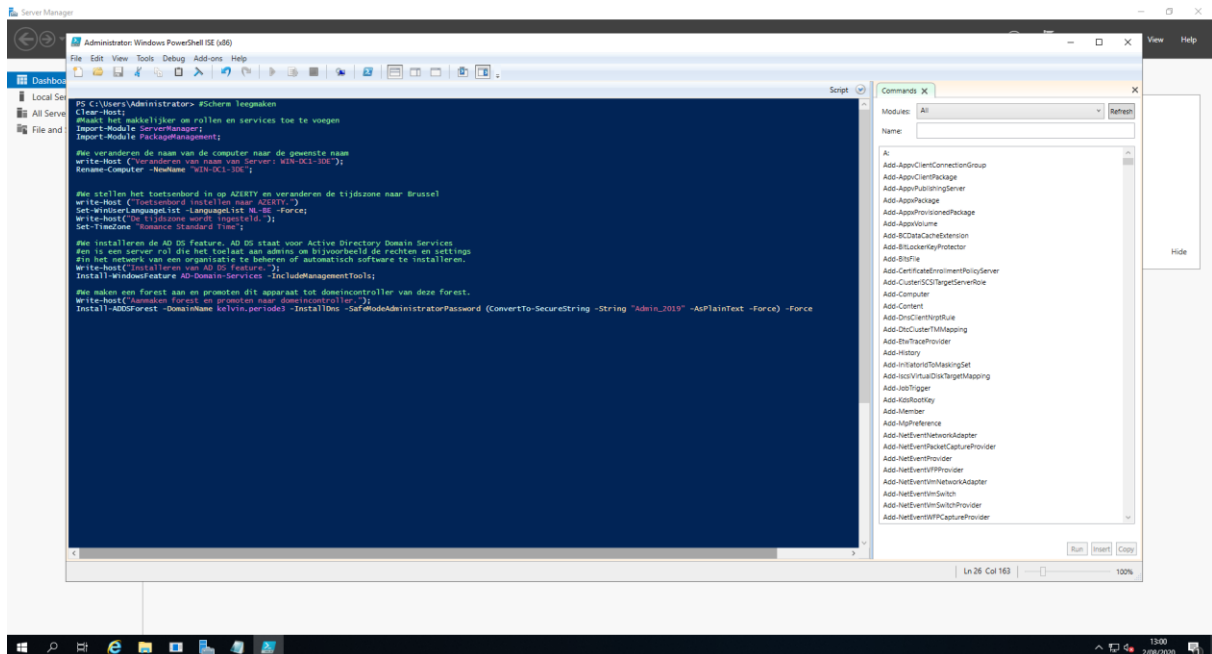 Server Manager
View Help
Dashboa
Local Ser
All Serve
File and
Hide
Administrator: Windows PowerShell ISE (x86)
File Edit View Tools Debug Add-ons Help
Script
PS C:\Users\Administrator> #Scherm leegmaken
Clear-Host;
#Maakt het makkelijker om rollen en services toe te voegen
Import-Module ServerManager;
Import-Module PackageManagement;
#We veranderen de naam van de computer naar de gewenste naam
write-Host ("Veranderen van naam van Server: WIN-DC1-3DE");
Rename-Computer -NewName "WIN-DC1-3DE";
#We stellen het toetsenbord in op AZERTY en veranderen de tijdszone naar Brussel
write-Host ("Toetsenbord instellen naar AZERTY.")
Set-WinUserLanguageList -LanguageList NL-BE -Force;
Write-host("De tijdszone wordt ingesteld.");
Set-TimeZone "Romance Standard Time";
#We installeren de AD DS feature. AD DS staat voor Active Directory Domain Services
#en is een server rol die het toelaat aan admins om bijvoorbeeld de rechten en settings
#in het netwerk van een organisatie te beheren of automatisch software te installeren.
Write-host("Installeren van AD DS feature.");
Install-WindowsFeature AD-Domain-Services -IncludeManagementTools;
#We maken een forest aan en promoten dit apparaat tot domeincontroller van deze forest.
Write-host("Aanmaken forest en promoten naar domeincontroller.");
Install-ADDSForest -DomainName kelvin.periode3 -InstallDns -SafeModeAdministratorPassword (ConvertTo-SecureString -String "Admin_2019" -AsPlainText -Force) -Force
Commands X
Modules: All Refresh
Name:
A:
Add-AppvClientConnectionGroup
Add-AppvClientPackage
Add-AppvPublishingServer
Add-AppxPackage
Add-AppxProvisionedPackage
Add-AppxVolume
Add-BCDataCacheExtension
Add-BitLockerKeyProtector
Add-BitsFile
Add-CertificateEnrollmentPolicyServer
Add-ClusteriSCSITargetServerRole
Add-Computer
Add-Content
Add-DnsClientNrptRule
Add-DtcClusterTMMapping
Add-EtwTraceProvider
Add-History
Add-InitiatorIdToMaskingSet
Add-IscsiVirtualDiskTargetMapping
Add-JobTrigger
Add-KdsRootKey
Add-Member
Add-MpPreference
Add-NetEventNetworkAdapter
Add-NetEventPacketCaptureProvider
Add-NetEventProvider
Add-NetEventVFPProvider
Add-NetEventVmNetworkAdapter
Add-NetEventVmSwitch
Add-NetEventVmSwitchProvider
Add-NetEventWFPCaptureProvider
Run Insert Copy
Ln 26 Col 163 100%
13:00
2/08/2020